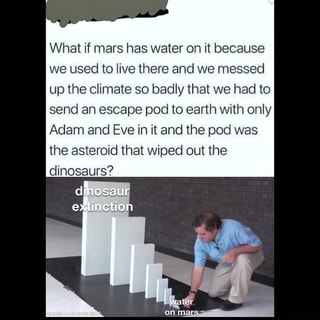 What if mars has water on it because
we used to live there and we messed
up the climate so badly that we had to
send an escape pod to earth with only
Adam and Eve in it and the pod was
the asteroid that wiped out the
dinosaurs?
dinosaur
extinction
water
on mars